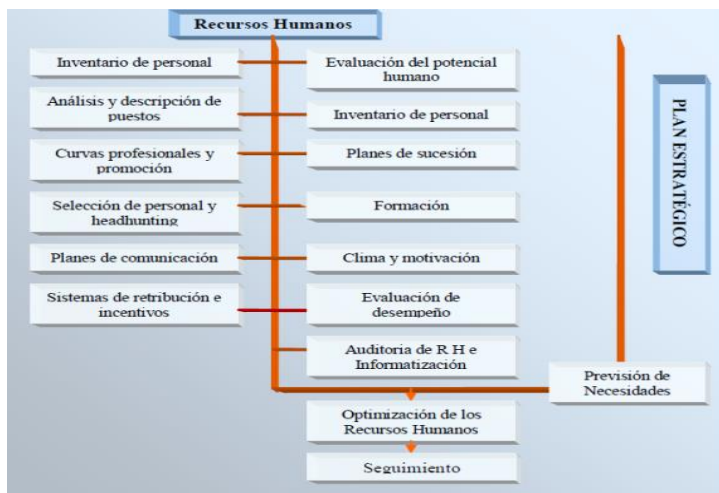 Recursos Humanos
Inventario de personal
Evaluación del potencial
humano
Análisis y descripción de
puestos
Inventario de personal
Curvas profesionales y
promoción
Planes de sucesión
Selección de personal y
headhunting
Formación
Planes de comunicación
Clima y motivación
Sistemas de retribución e
incentivos
Evaluación de
desempeño
Auditoria de R H e
Informatización
Previsión de
Necesidades
Optimización de los
Recursos Humanos
Seguimiento
PLAN ESTRATÉGICO